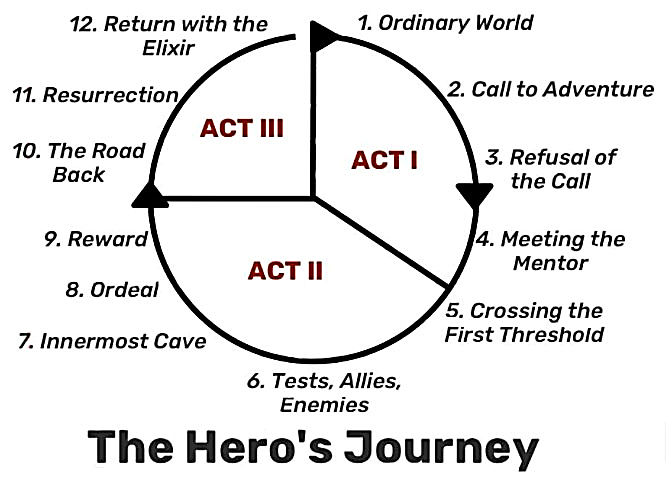 1. Ordinary World
2. Call to Adventure
3. Refusal of
the Call
4. Meeting the
Mentor
5. Crossing the
First Threshold
6. Tests, Allies,
Enemies
7. Innermost Cave
8. Ordeal
9. Reward
10. The Road
Back
11. Resurrection
12. Return with the
Elixir
ACT I
ACT II
ACT III
The Hero's Journey